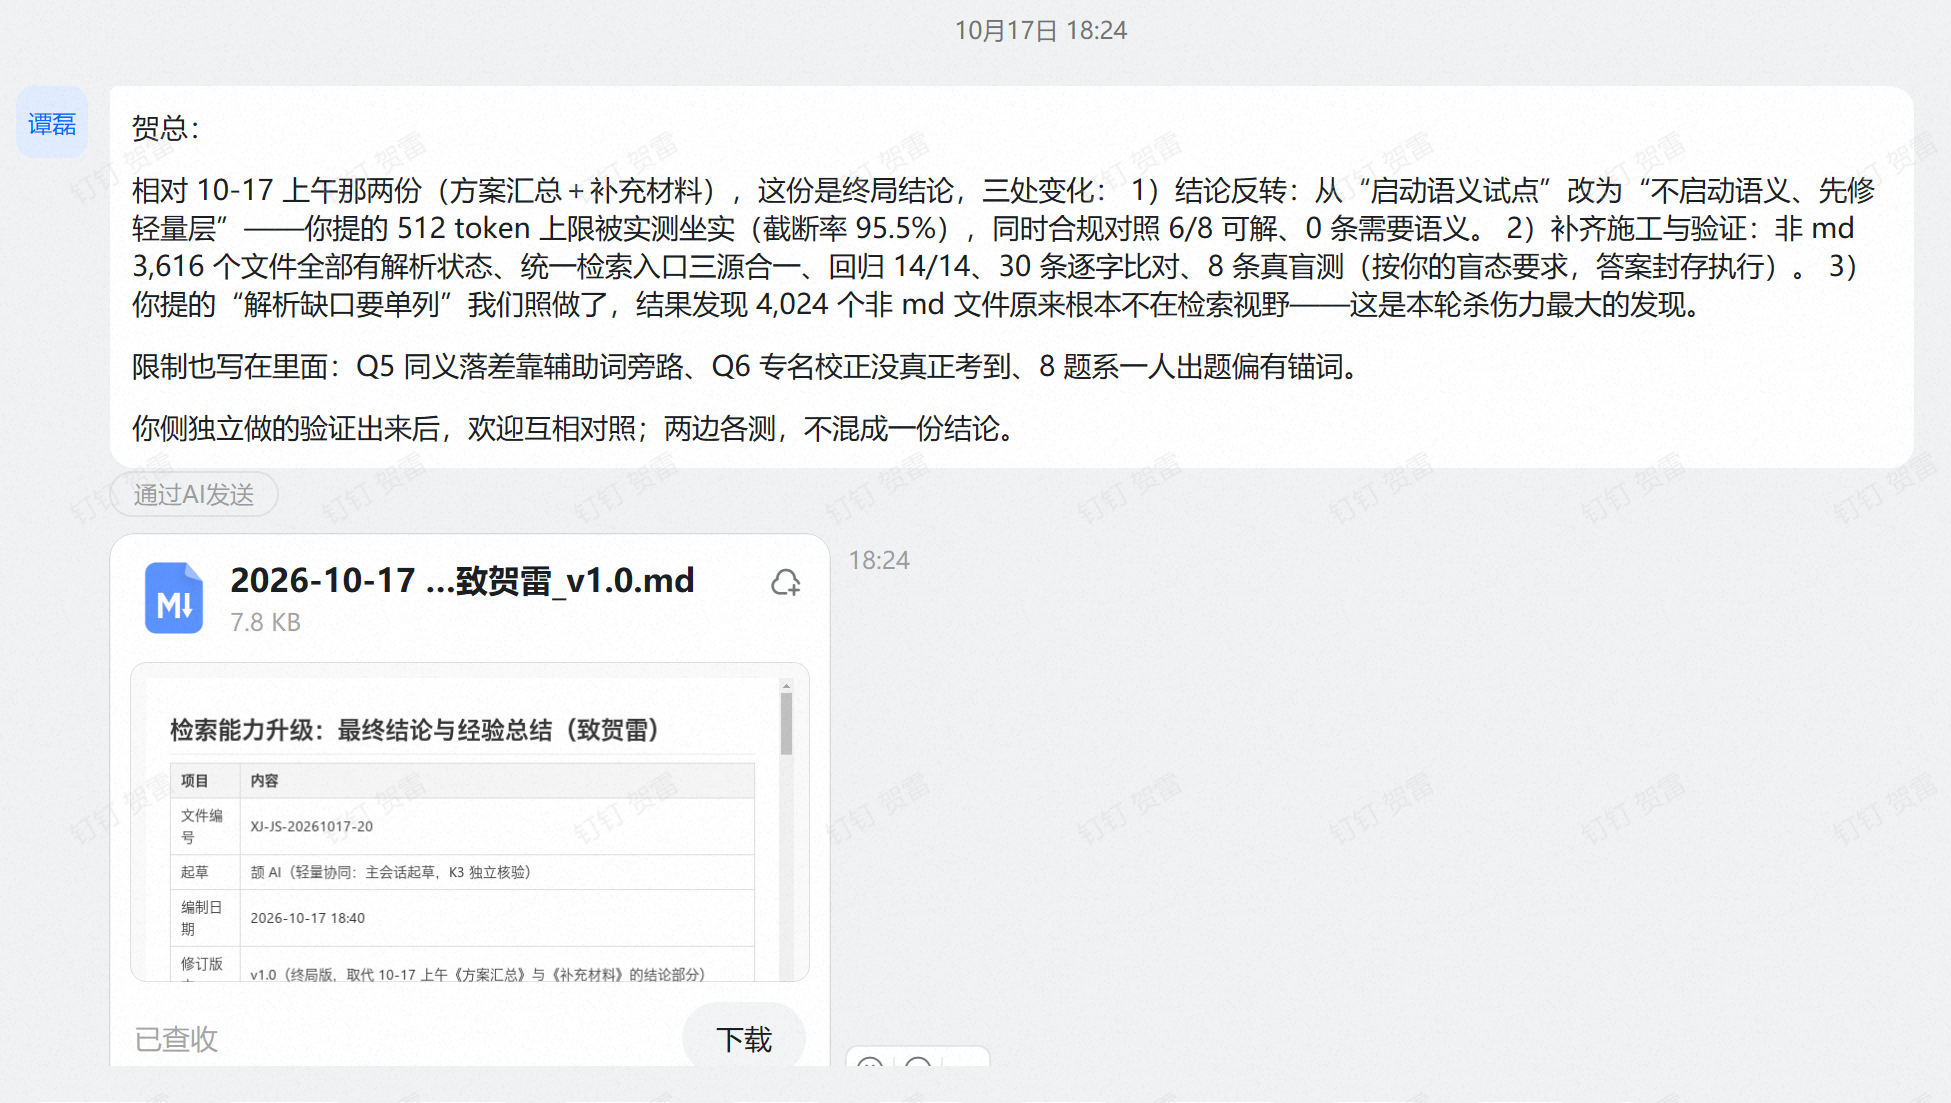 10月17日 18:24
谭磊
贺总：
相对 10-17 上午那两份（方案汇总＋补充材料），这份是终局结论，三处变化： 1）结论反转：从“启动语义试点”改为“不启动语义、先修
轻量层”——你提的 512 token 上限被实测坐实（截断率 95.5%），同时合规对照 6/8 可解、0 条需要语义。 2）补齐施工与验证：非 md
3,616 个文件全部有解析状态、统一检索入口三源合一、回归 14/14、30 条逐字比对、8 条真盲测（按你的盲态要求，答案封存执行）。 3）
你提的“解析缺口要单列”我们照做了，结果发现 4,024 个非 md 文件原来根本不在检索视野——这是本轮杀伤力最大的发现。
限制也写在里面：Q5 同义落差靠辅助词旁路、Q6 专名校正没真正考到、8 题系一人出题偏有锚词。
你侧独立做的验证出来后，欢迎互相对照；两边各测，不混成一份结论。
通过AI发送
2026-10-17 ...致贺雷_v1.0.md
18:24
7.8 KB
检索能力升级：最终结论与经验总结（致贺雷）
项目 内容
文件编
号
XJ-JS-20261017-20
起草 颉 AI（轻量协同：主会话起草，K3 独立核验）
编制日
期
2026-10-17 18:40
修订版
v1.0（终局版，取代 10-17 上午《方案汇总》与《补充材料》的结论部分）
已查收
下载
钉钉 贺雷